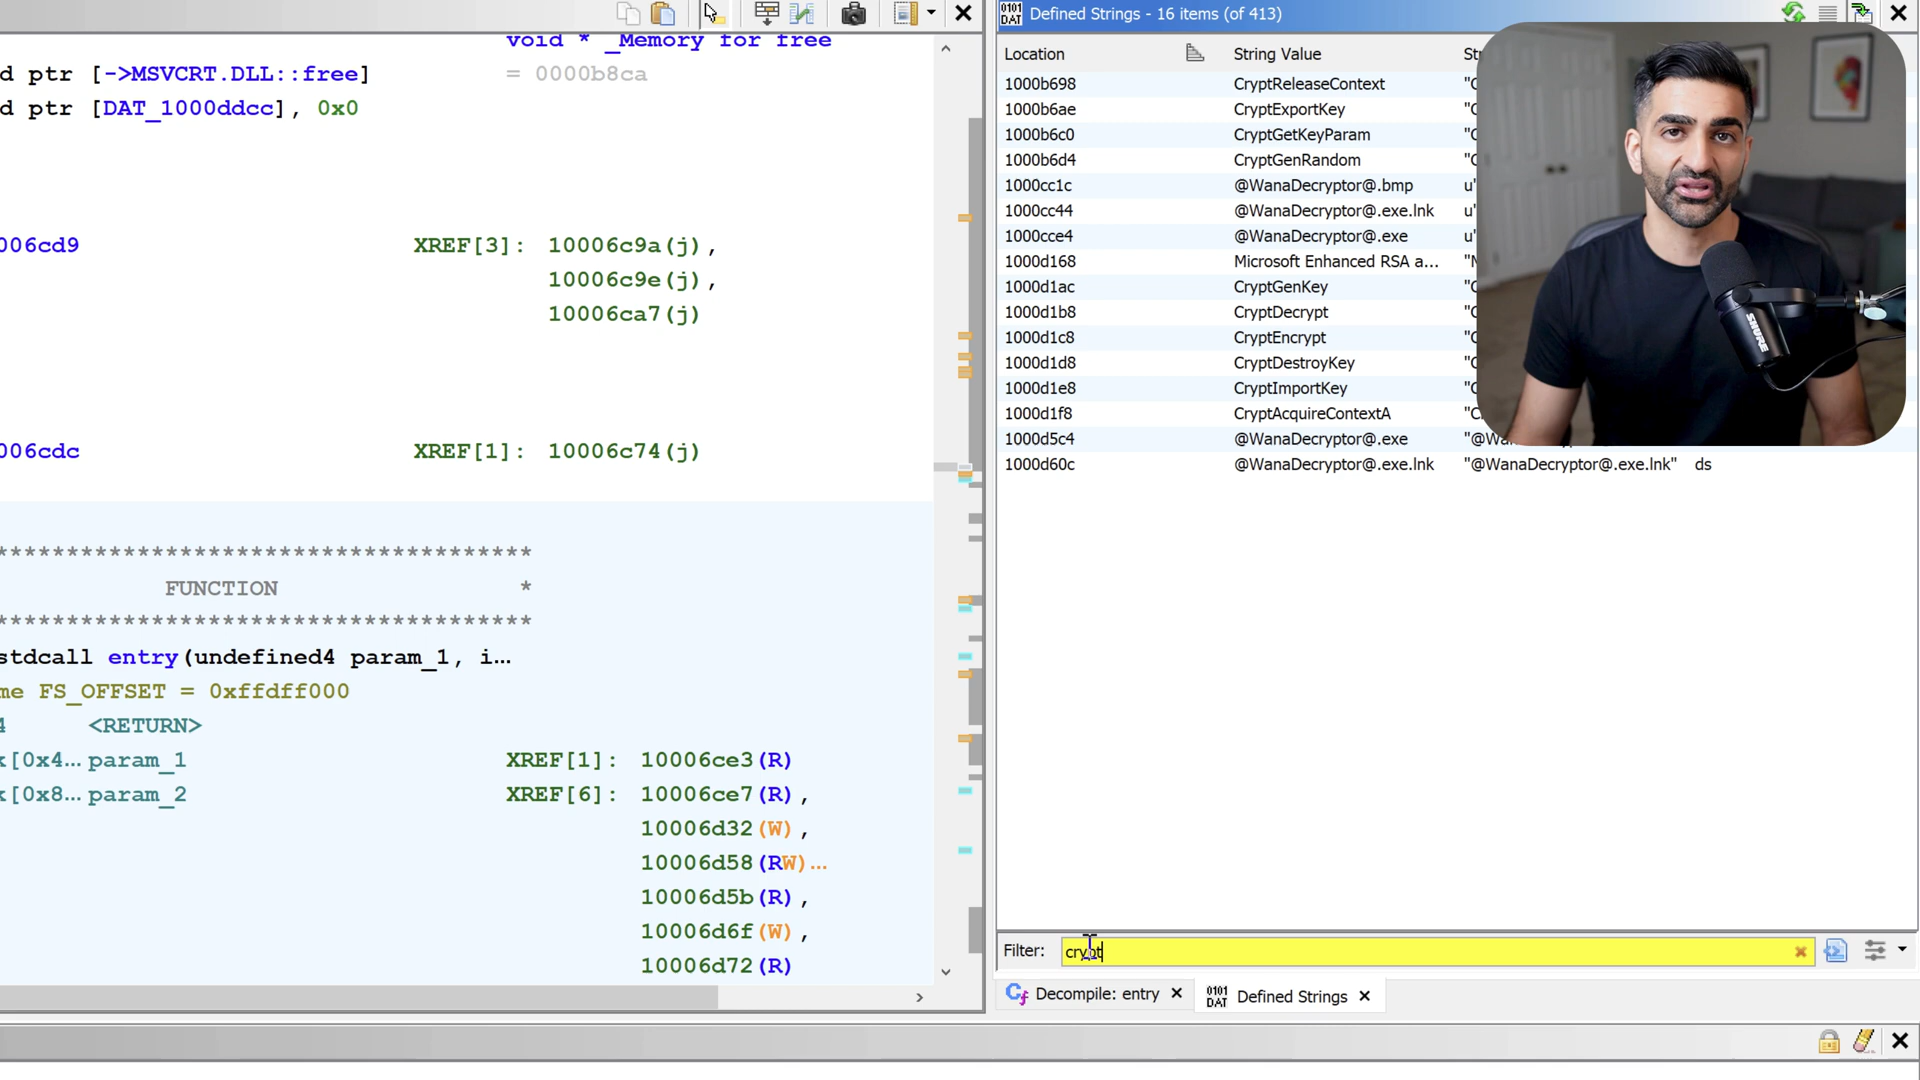 void * _Memory for free
d ptr [->MSVCRT.DLL::free] = 0000b8ca
d ptr [DAT_1000ddcc], 0x0
006cd9 XREF[3]: 10006c9a(j),
10006c9e(j),
10006ca7(j)
006cdc XREF[1]: 10006c74(j)
****************************************
FUNCTION *
****************************************
stdcall entry(undefined4 param_1, i...
me FS_OFFSET = 0xffdff000
4 <RETURN>
k[0x4... param_1 XREF[1]: 10006ce3(R)
k[0x8... param_2 XREF[6]: 10006ce7(R),
10006d32(W),
10006d58(RW)...
10006d5b(R),
10006d6f(W),
10006d72(R)
0101 DAT Defined Strings - 16 items (of 413)
Location String Value
1000b698 CryptReleaseContext "C
1000b6ae CryptExportKey "C
1000b6c0 CryptGetKeyParam "C
1000b6d4 CryptGenRandom "C
1000cc1c @WanaDecryptor@.bmp u"
1000cc44 @WanaDecryptor@.exe.lnk u"
1000cce4 @WanaDecryptor@.exe u"
1000d168 Microsoft Enhanced RSA a... "M
1000d1ac CryptGenKey "C
1000d1b8 CryptDecrypt "C
1000d1c8 CryptEncrypt "C
1000d1d8 CryptDestroyKey "C
1000d1e8 CryptImportKey "C
1000d1f8 CryptAcquireContextA "C
1000d5c4 @WanaDecryptor@.exe
1000d60c @WanaDecryptor@.exe.lnk "@WanaDecryptor@.exe.lnk" ds
SHURE
Filter: crypt
Decompile: entry
0101 DAT Defined Strings